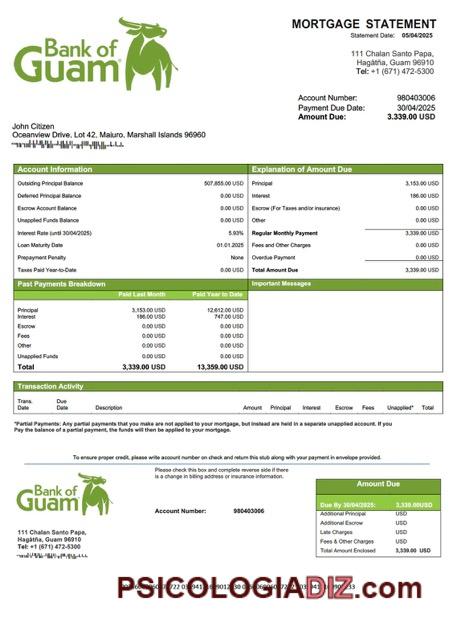 Bank of
Guam
MORTGAGE STATEMENT
Statement Date: 05/04/2025
111 Chalan Santo Papa,
Hagåtña, Guam 96910
Tel: +1 (671) 472-5300
Account Number: 980403006
Payment Due Date: 30/04/2025
Amount Due: 3.339.00 USD
John Citizen
Oceanview Drive, Lot 42, Majuro, Marshall Islands 96960
Account Information
Outsiding Principal Balance 507,855.00 USD
Deferred Principal Balance 0.00 USD
Escrow Account Balance 0.00 USD
Unapplied Funds Balance 0.00 USD
Interest Rate (until 30/04/2025) 5.93%
Loan Maturity Date 01.01.2025
Prepayment Penalty None
Taxes Paid Year-to-Date 0.00 USD
Explanation of Amount Due
Principal 3,153.00 USD
Interest 186.00 USD
Escrow (For Taxes and/or insurance) 0.00 USD
Other 0.00 USD
Regular Monthly Payment 3,339.00 USD
Fees and Other Charges 0.00 USD
Overdue Payment 0.00 USD
Total Amount Due 3,339.00 USD
Past Payments Breakdown
Paid Last Month Paid Year to Date
Principal 3,153.00 USD 12,612.00 USD
Interest 186.00 USD 747.00 USD
Escrow 0.00 USD 0.00 USD
Fees 0.00 USD 0.00 USD
Other 0.00 USD 0.00 USD
Unapplied Funds 0.00 USD 0.00 USD
Total 3,339.00 USD 13,359.00 USD
Important Messages
Transaction Activity
Trans. Date Due Date Description Amount Principal Interest Escrow Fees Unapplied* Total
*Partial Payments: Any partial payments that you make are not applied to your mortgage, but instead are held in a separate unapplied account. If you
Pay the balance of a partial payment, the funds will then be applied to your mortgage.
To ensure proper credit, please write account number on check and return this stub along with your payment in envelope provided.
Bank of
Guam
111 Chalan Santo Papa,
Hagåtña, Guam 96910
Tel: +1 (671) 472-5300
Please check this box and complete reverse side if there
is a change in billing address or insurance information.
Account Number: 980403006
Amount Due
Due By 30/04/2025: 3,339.00USD
Additional Principal USD
Additional Escrow USD
Late Charges USD
Fees & Other Charges USD
Total Amount Enclosed 3,339.00 USD
PSICOLOGIADIZ.com